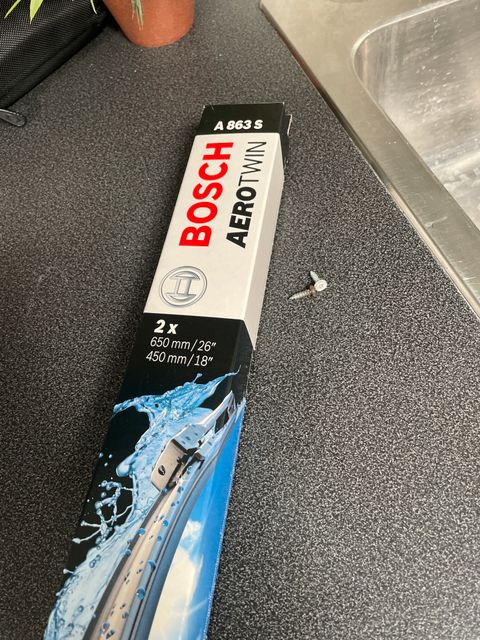 A 863 S
BOSCH
AEROTWIN
2 x
650 mm/26"
450 mm/18"